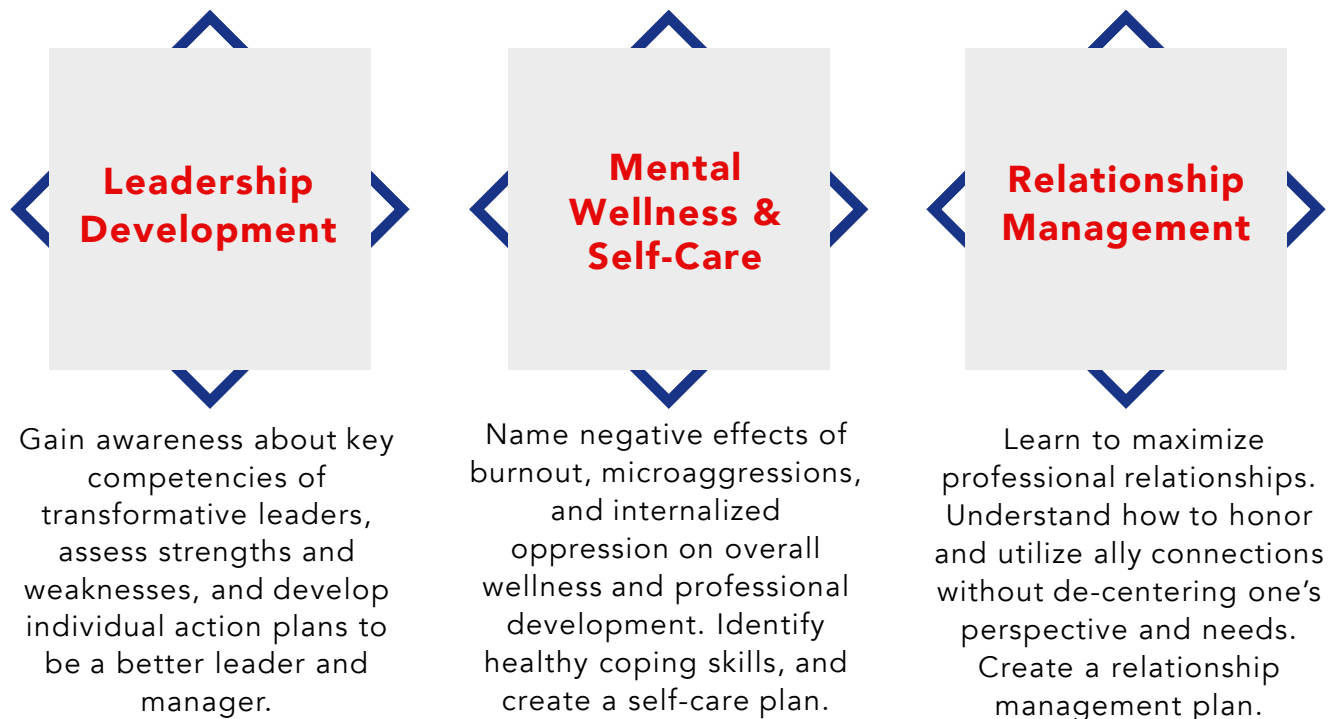 Leadership
Development
Gain awareness about key
competencies of
transformative leaders,
assess strengths and
weaknesses, and develop
individual action plans to
be a better leader and
manager.
Mental
Wellness &
Self-Care
Name negative effects of
burnout, microaggressions,
and internalized
oppression on overall
wellness and professional
development. Identify
healthy coping skills, and
create a self-care plan.
Relationship
Management
Learn to maximize
professional relationships.
Understand how to honor
and utilize ally connections
without de-centering one’s
perspective and needs.
Create a relationship
management plan.